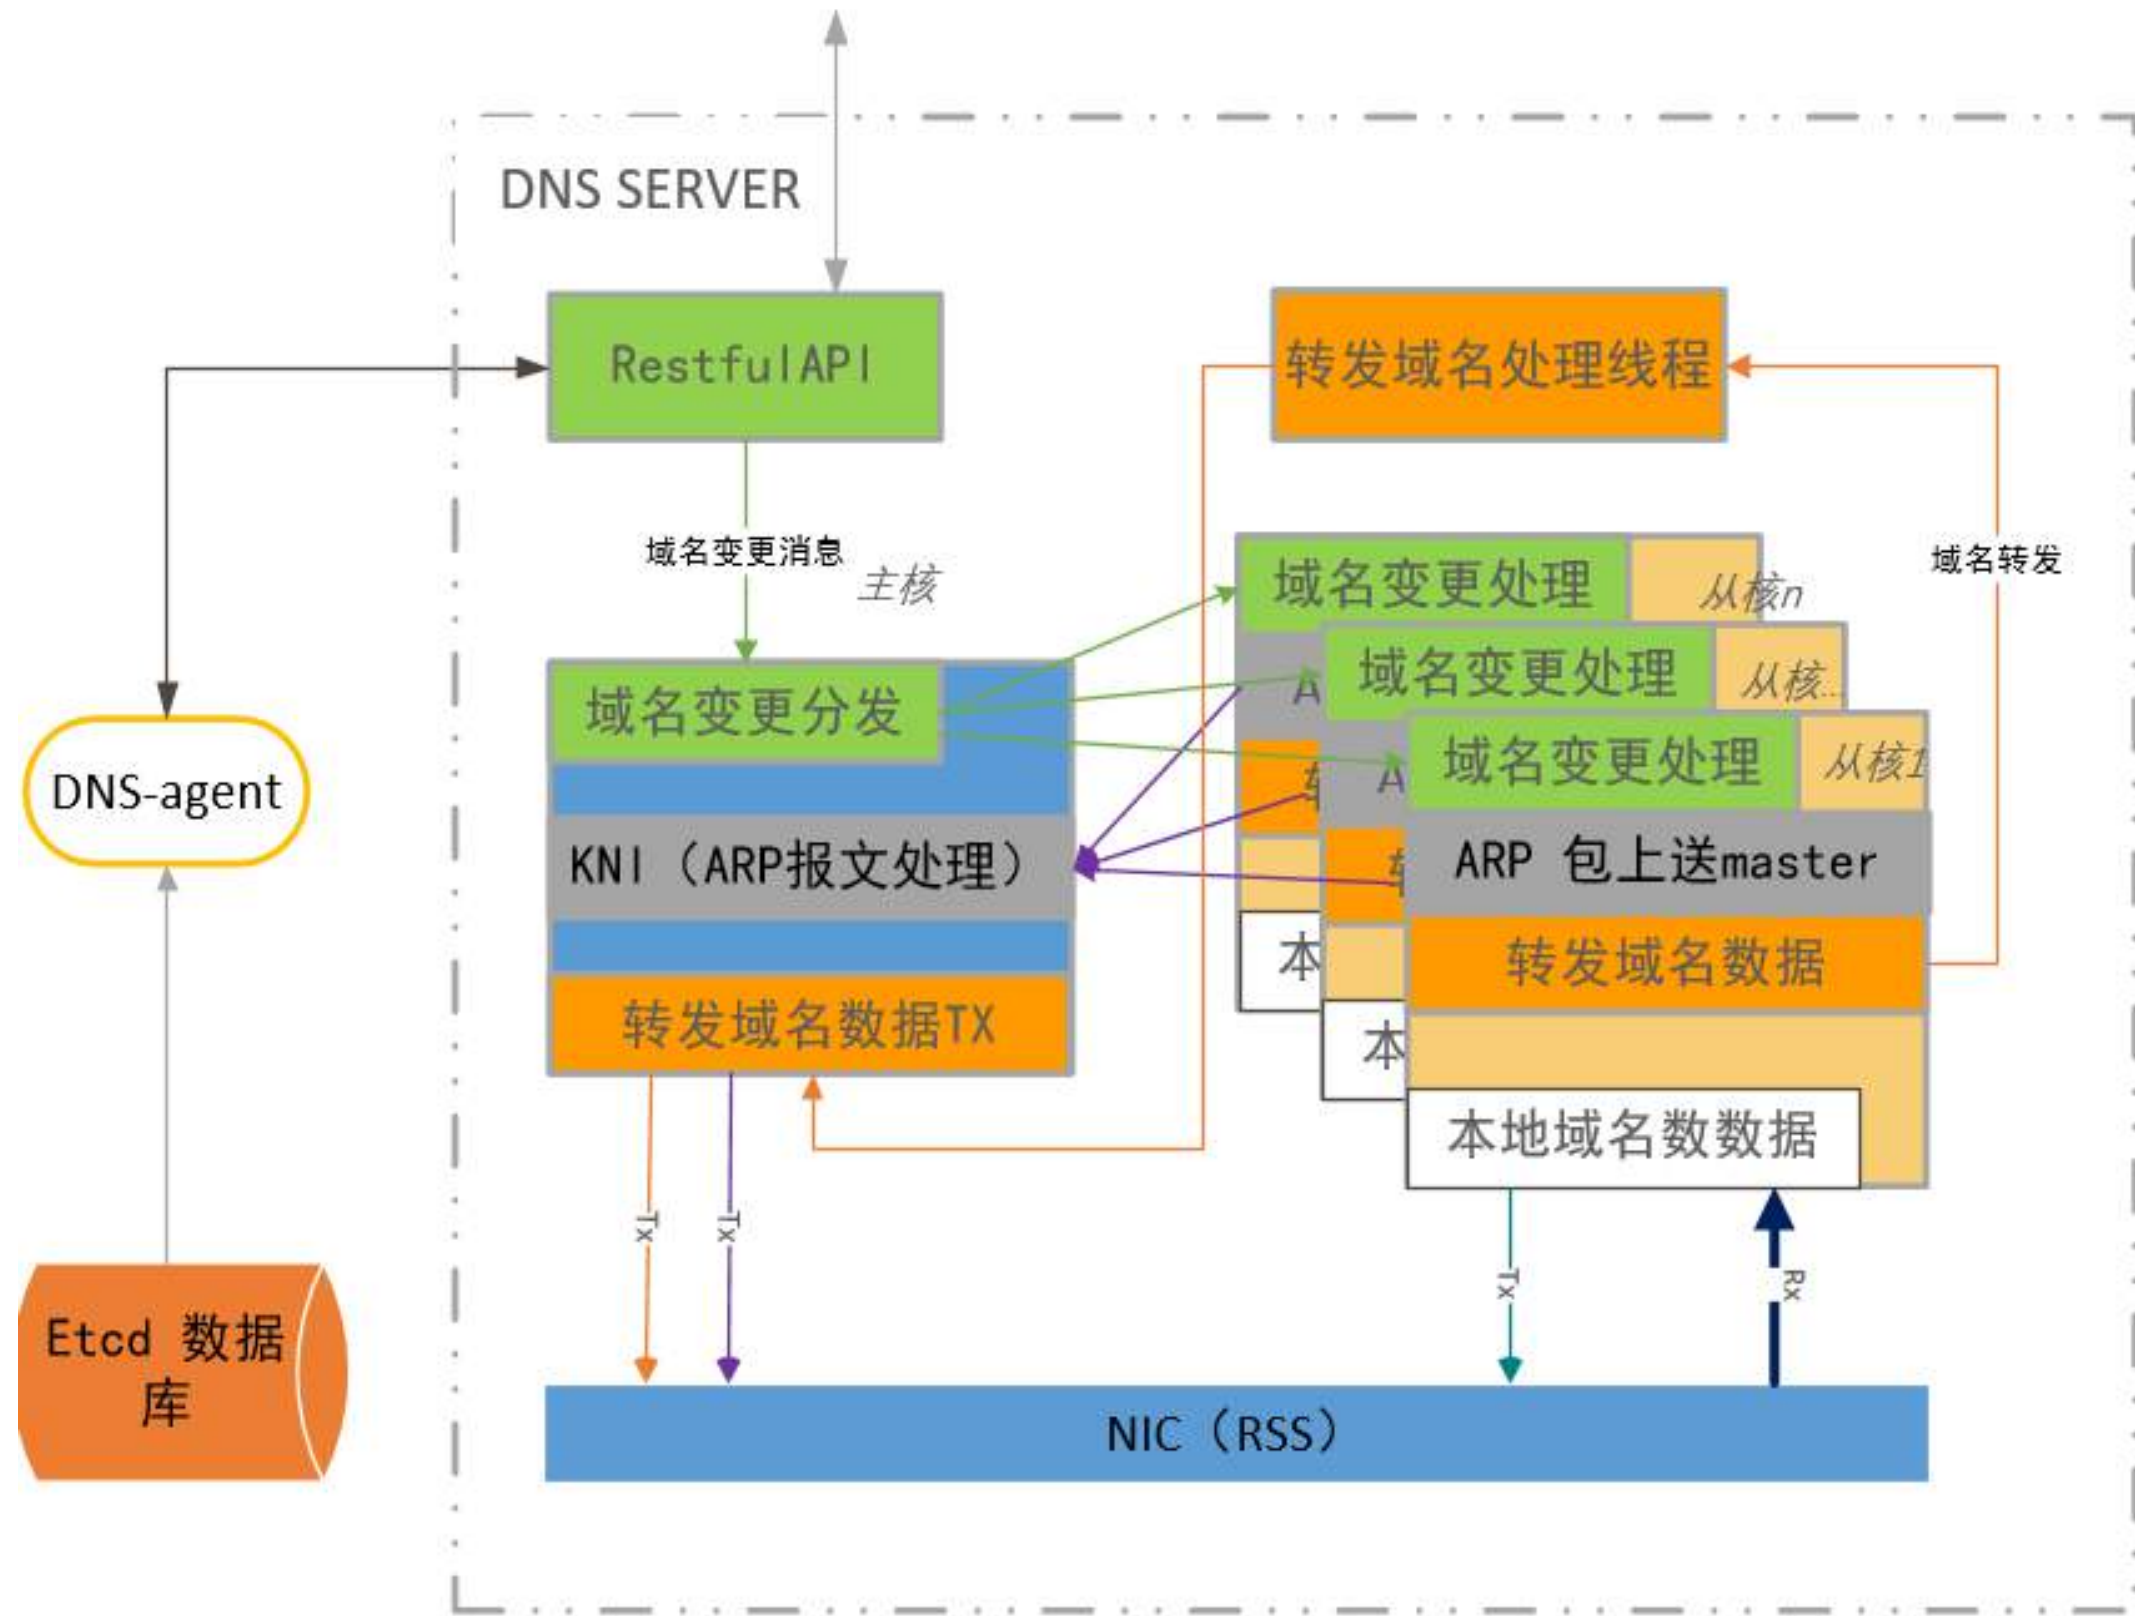 DNS SERVER
RestfulAPI
转发域名处理线程
域名变更消息
主核
域名转发
域名变更处理
从核n
域名变更处理
从核...
域名变更分发
域名变更处理
从核1
A
A
DNS-agent
KNI（ARP报文处理）
ARP 包上送master
转发域名数据
本
转发域名数据TX
本
本地域名数数据
Tx
Tx
Tx
Rx
Etcd 数据
库
NIC（RSS）